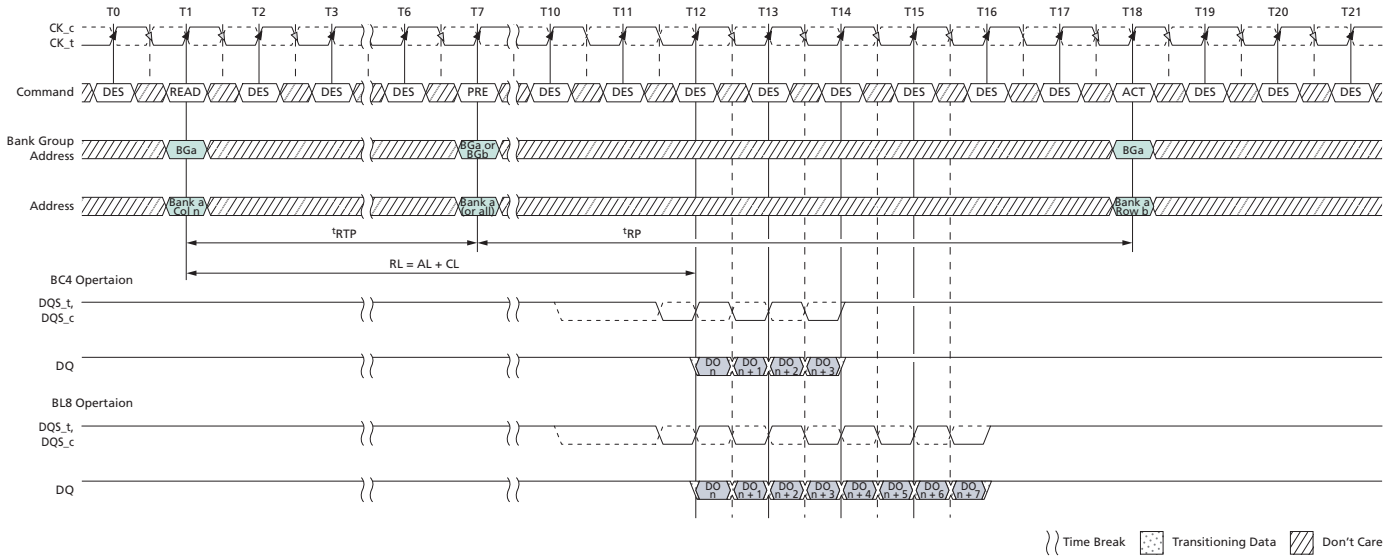 T0 T1 T2 T3 T6 T7 T10 T11 T12 T13 T14 T15 T16 T17 T18 T19 T20 T21
CK_c
CK_t
Command DES READ DES DES DES PRE DES DES DES DES DES DES DES DES ACT DES DES DES
Bank Group
Address
BGa
BGa or
BGb
BGa
Address
Bank a
Col n
Bank a
(or all)
Bank a
Row b
tRTP
tRP
RL = AL + CL
BC4 Opertaion
DQS_t,
DQS_c
DQ
DO
n
DO
n + 1
DO
n + 2
DO
n + 3
BL8 Opertaion
DQS_t,
DQS_c
DQ
DO
n
DO
n + 1
DO
n + 2
DO
n + 3
DO
n + 4
DO
n + 5
DO
n + 6
DO
n + 7
Time Break Transitioning Data Don't Care